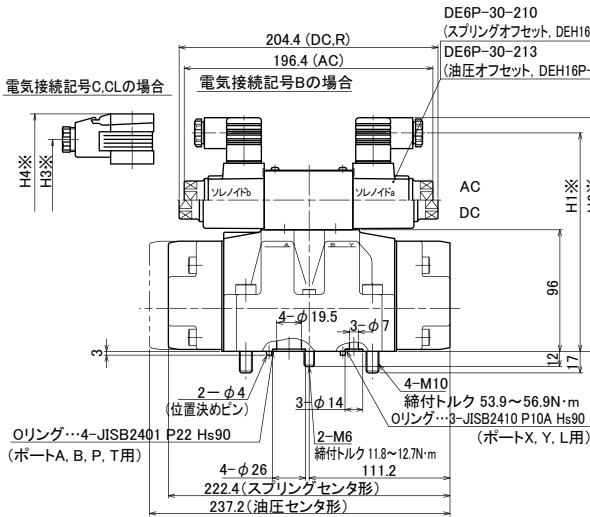 DE6P-30-210
(スプリングオフセット, DEH16
DE6P-30-213
(油圧オフセット, DEH16P-
204.4 (DC,R)
196.4 (AC)
電気接続記号C,CLの場合
電気接続記号Bの場合
H4※
H3※
ソレノイドb
ソレノイドa
AC
DC
H1※
A
B Y
96
4-φ19.5
3-φ7
3
12
17
2-φ4
(位置決めピン)
3-φ14
4-M10
締付トルク 53.9~56.9N・m
Oリング…3-JISB2410 P10A Hs90
(ポートX, Y, L用)
Oリング…4-JISB2401 P22 Hs90
(ポートA, B, P, T用)
2-M6
締付トルク 11.8~12.7N・m
4-φ26
111.2
222.4(スプリングセンタ形)
237.2(油圧センタ形)